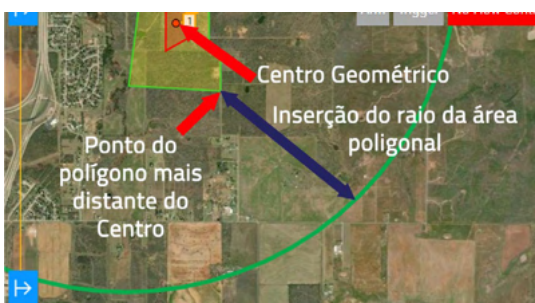 1
Centro Geométrico
Inserção do raio da área
poligonal
Ponto do
polígono mais
distante do
Centro